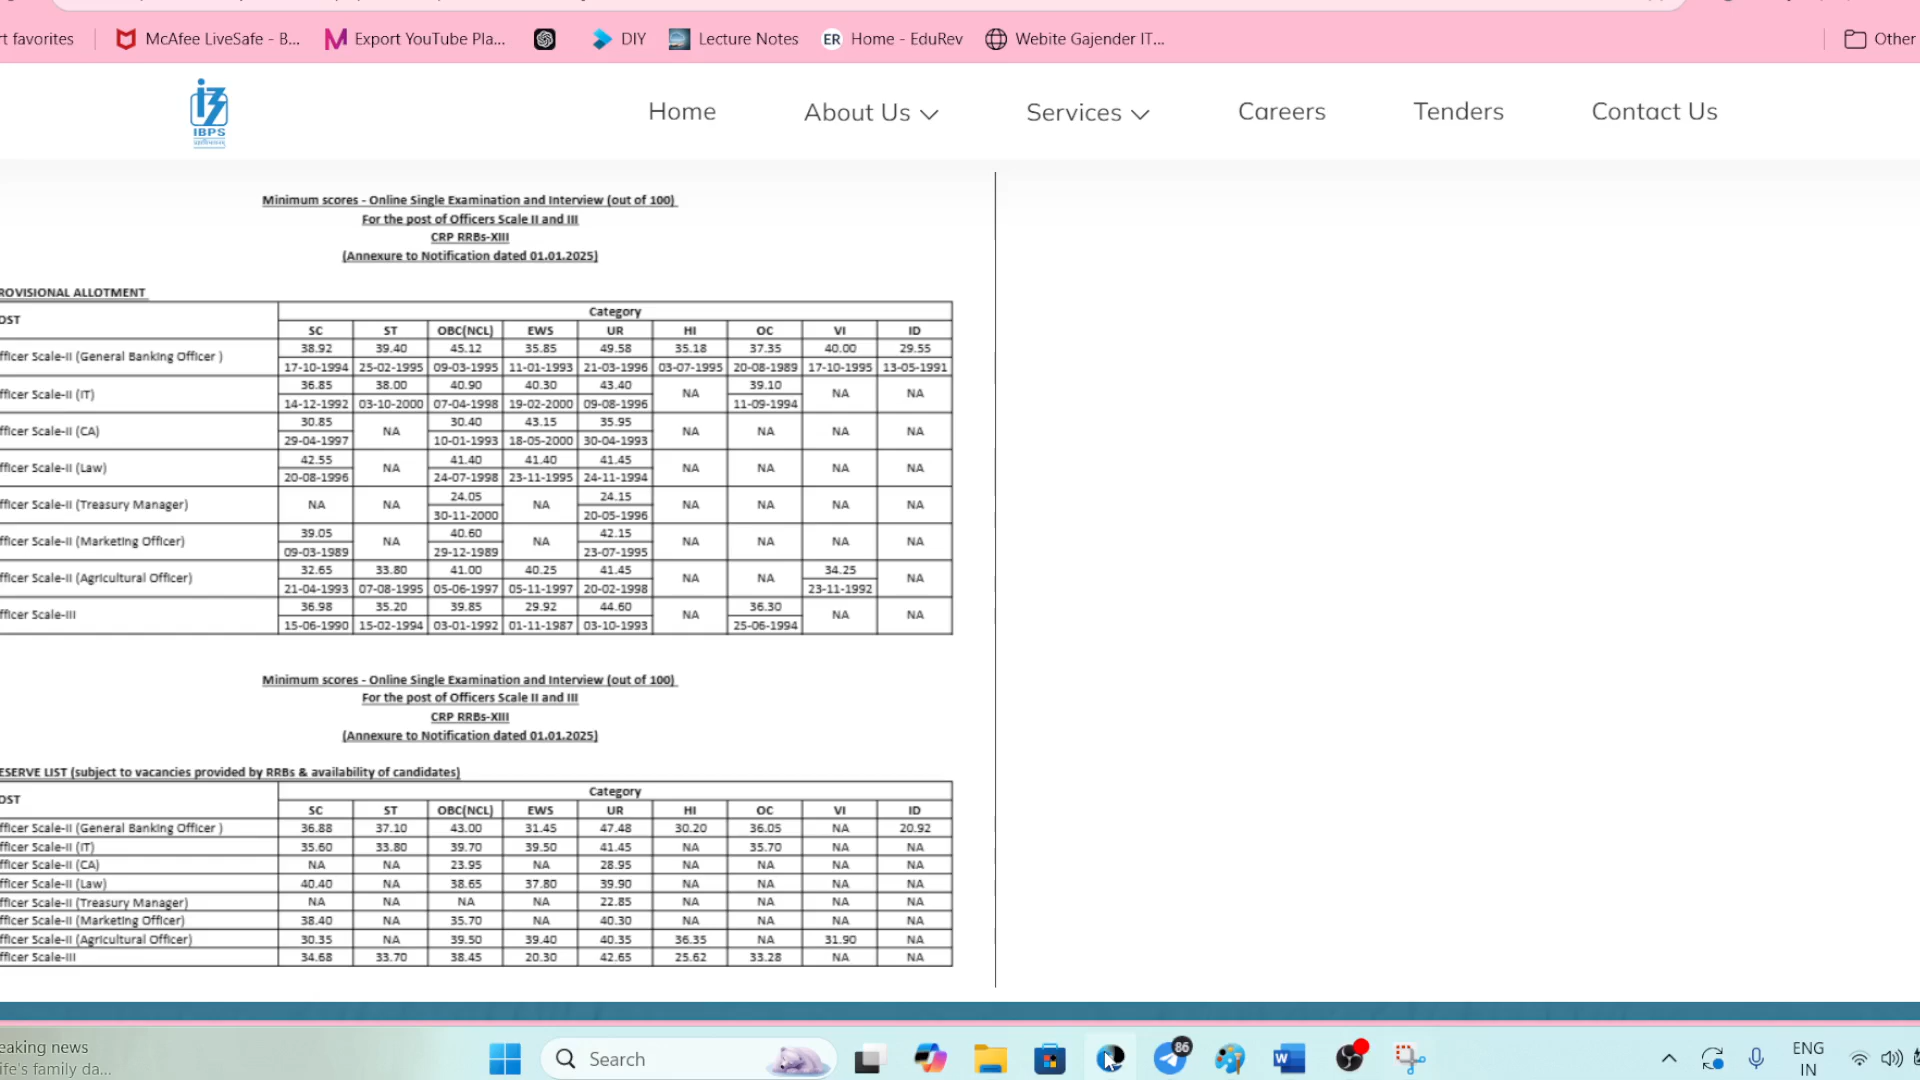 rt favorites McAfee LiveSafe - B... Export YouTube Pla... DIY Lecture Notes ER Home - EduRev Webite Gajender IT... Other
IBPS Home About Us Services Careers Tenders Contact Us
Minimum scores - Online Single Examination and Interview (out of 100)
For the post of Officers Scale II and III
CRP RRBs-XIII
(Annexure to Notification dated 01.01.2025)
ROVISIONAL ALLOTMENT
OST Category
SC ST OBC(NCL) EWS UR HI OC VI ID
fficer Scale-II (General Banking Officer ) 38.92 39.40 45.12 35.85 49.58 35.18 37.35 40.00 29.55
17-10-1994 25-02-1995 09-03-1995 11-01-1993 21-03-1996 03-07-1995 20-08-1989 17-10-1995 13-05-1991
fficer Scale-II (IT) 36.85 38.00 40.90 40.30 43.40 NA 39.10 NA NA
14-12-1992 03-10-2000 07-04-1998 19-02-2000 09-08-1996 11-09-1994
fficer Scale-II (CA) 30.85 NA 30.40 43.15 35.95 NA NA NA NA
29-04-1997 10-01-1993 18-05-2000 30-04-1993
fficer Scale-II (Law) 42.55 NA 41.40 41.40 41.45 NA NA NA NA
20-08-1996 24-07-1998 23-11-1995 24-11-1994
fficer Scale-II (Treasury Manager) NA NA 24.05 NA 24.15 NA NA NA NA
30-11-2000 20-05-1996
fficer Scale-II (Marketing Officer) 39.05 NA 40.60 NA 42.15 NA NA NA NA
09-03-1989 29-12-1989 23-07-1995
fficer Scale-II (Agricultural Officer) 32.65 33.80 41.00 40.25 41.45 NA NA 34.25 NA
21-04-1993 07-08-1995 05-06-1997 05-11-1997 20-02-1998 23-11-1992
fficer Scale-III 36.98 35.20 39.85 29.92 44.60 NA 36.30 NA NA
15-06-1990 15-02-1994 03-01-1992 01-11-1987 03-10-1993 25-06-1994
Minimum scores - Online Single Examination and Interview (out of 100)
For the post of Officers Scale II and III
CRP RRBs-XIII
(Annexure to Notification dated 01.01.2025)
ESERVE LIST (subject to vacancies provided by RRBs & availability of candidates)
OST Category
SC ST OBC(NCL) EWS UR HI OC VI ID
fficer Scale-II (General Banking Officer ) 36.88 37.10 43.00 31.45 47.48 30.20 36.05 NA 20.92
fficer Scale-II (IT) 35.60 33.80 39.70 39.50 41.45 NA 35.70 NA NA
fficer Scale-II (CA) NA NA 23.95 NA 28.95 NA NA NA NA
fficer Scale-II (Law) 40.40 NA 38.65 37.80 39.90 NA NA NA NA
fficer Scale-II (Treasury Manager) NA NA NA NA 22.85 NA NA NA NA
fficer Scale-II (Marketing Officer) 38.40 NA 35.70 NA 40.30 NA NA NA NA
fficer Scale-II (Agricultural Officer) 30.35 NA 39.50 39.40 40.35 36.35 NA 31.90 NA
fficer Scale-III 34.68 33.70 38.45 20.30 42.65 25.62 33.28 NA NA
eaking news
ife's family da...
Search 86 W ENG
IN